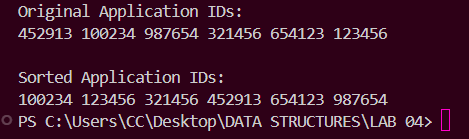 Original Application IDs:
452913 100234 987654 321456 654123 123456
Sorted Application IDs:
100234 123456 321456 452913 654123 987654
PS C:\Users\CC\Desktop\DATA STRUCTURES\LAB 04>